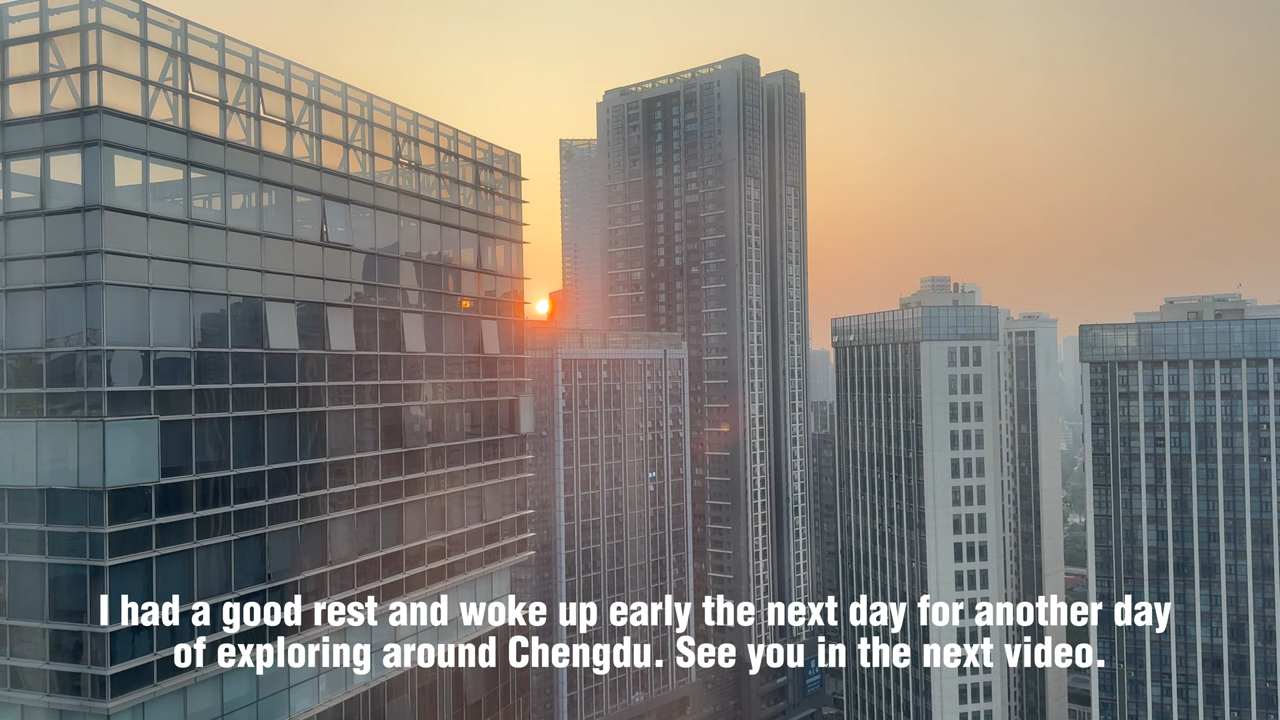 I had a good rest and woke up early the next day for another day
of exploring around Chengdu. See you in the next video.